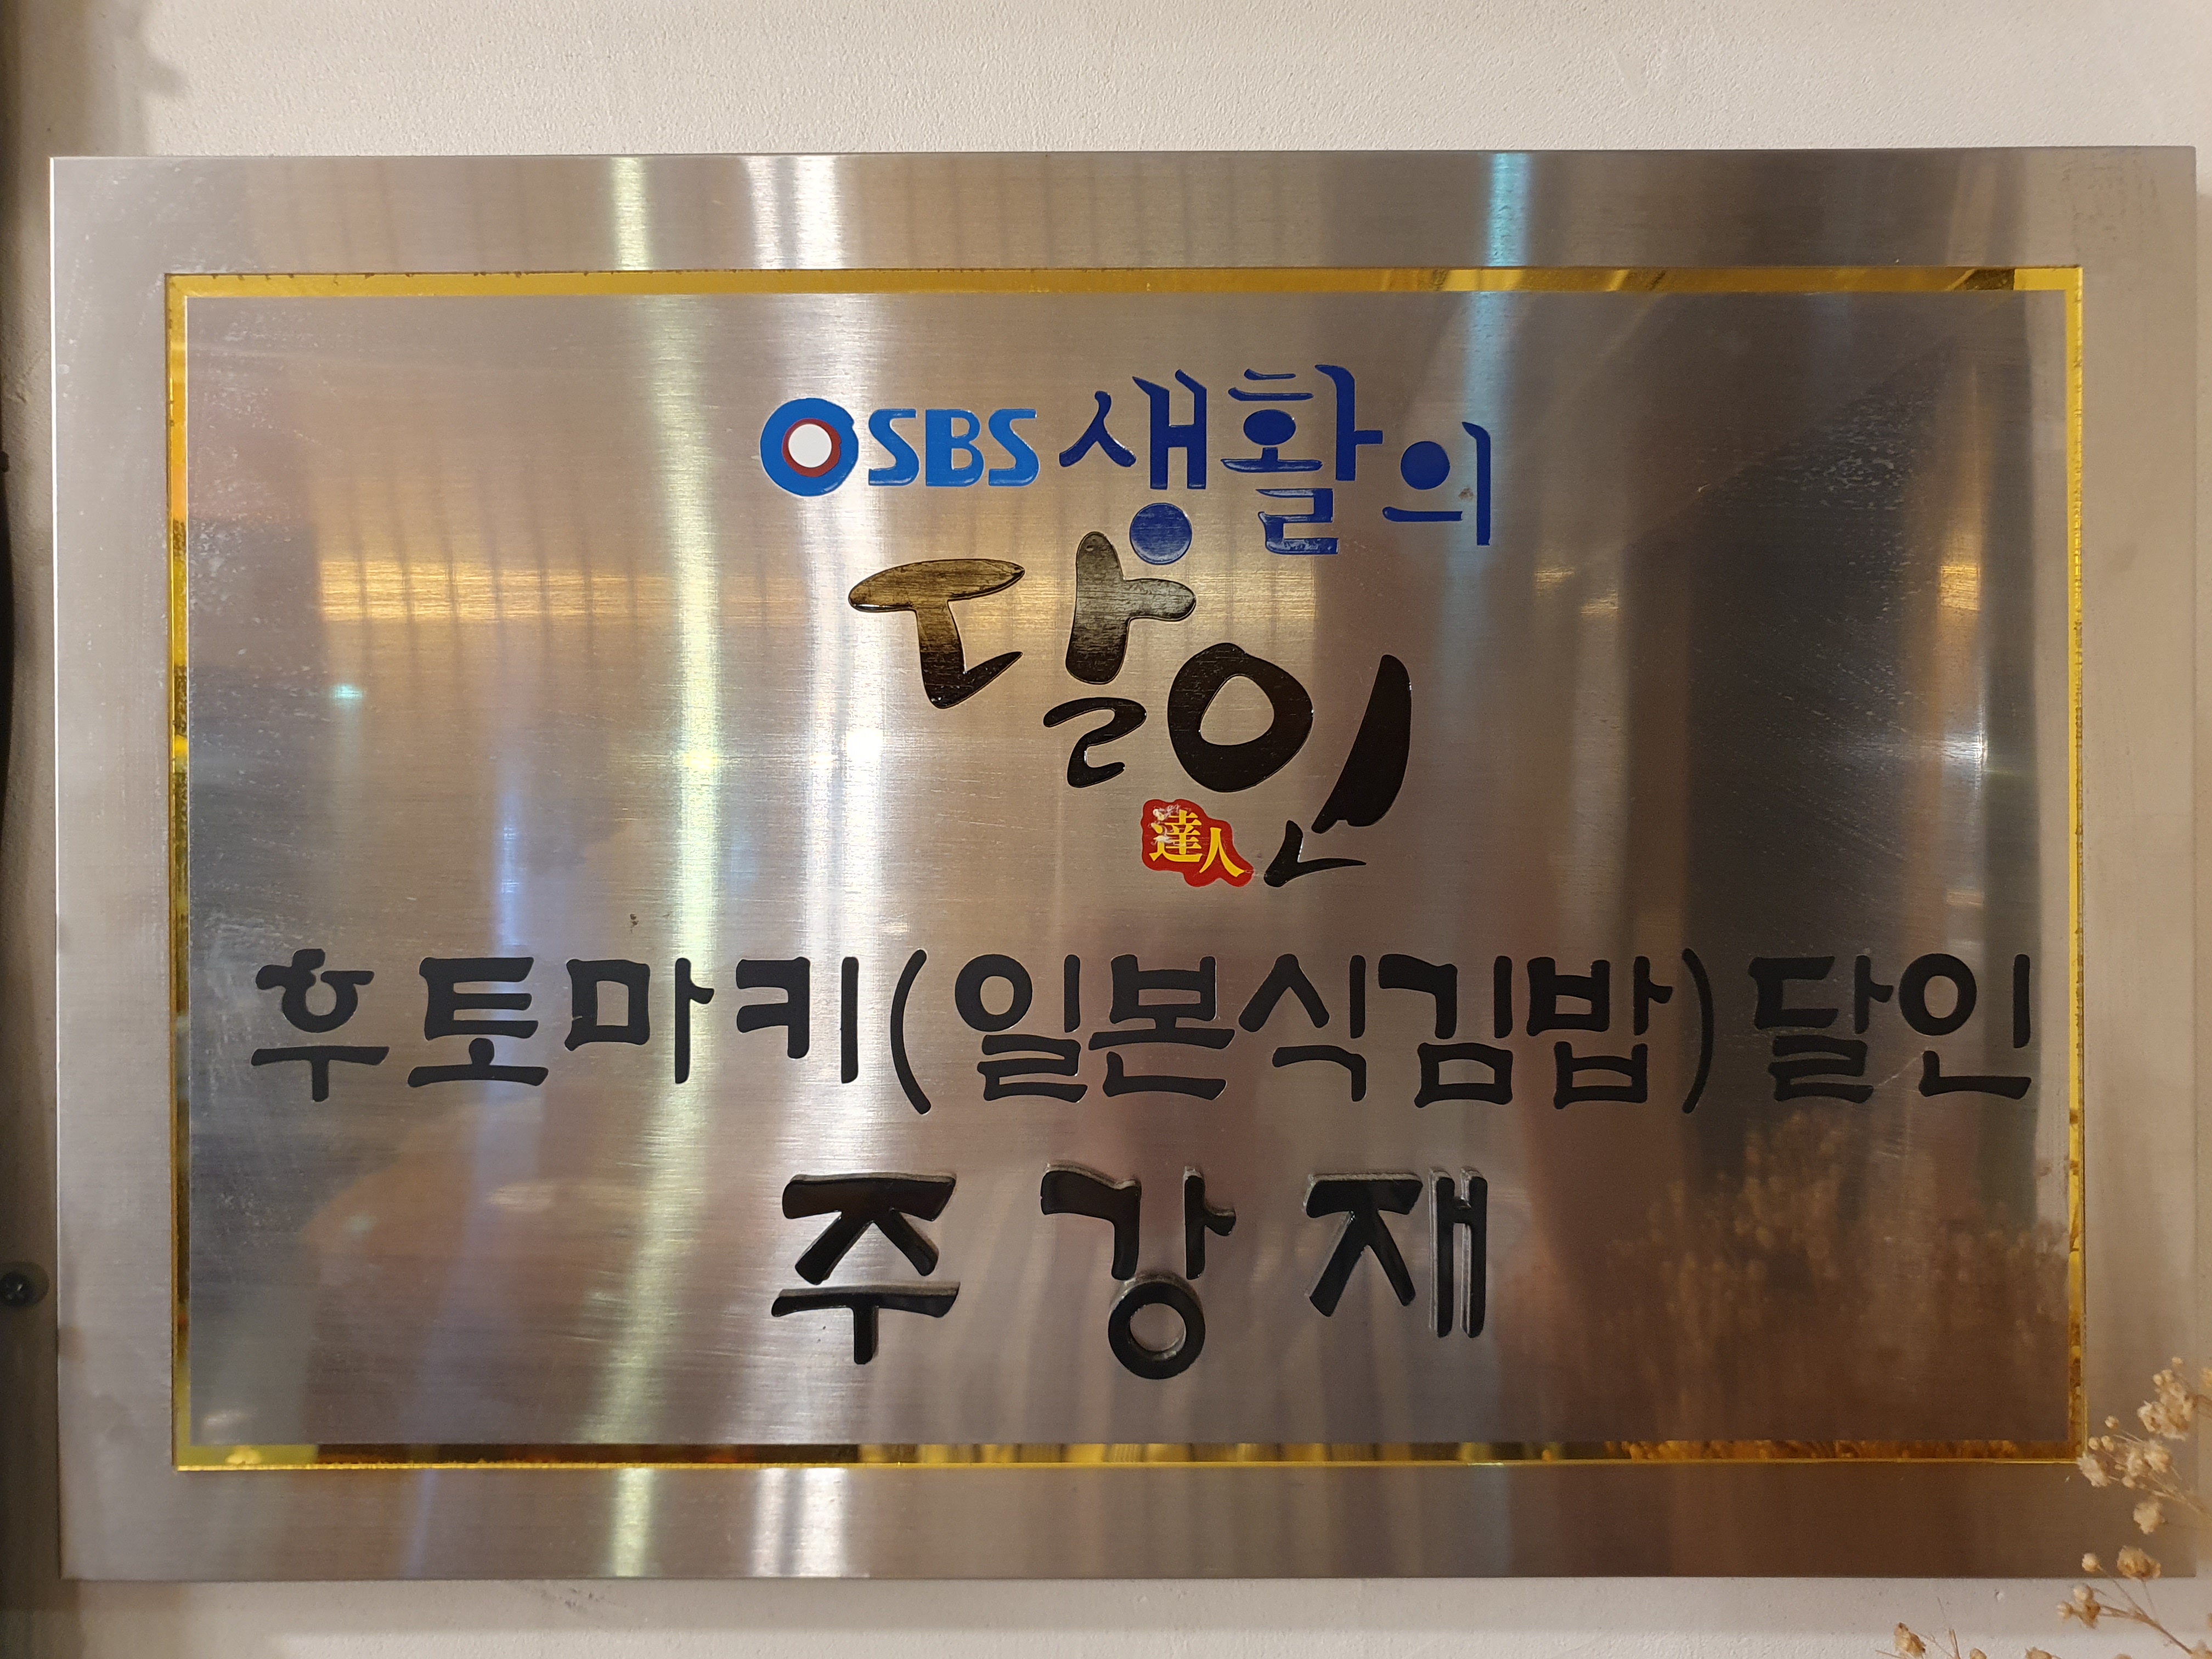 SBS 생활의
달인
達人
후토마키(일본식김밥)달인
주강재